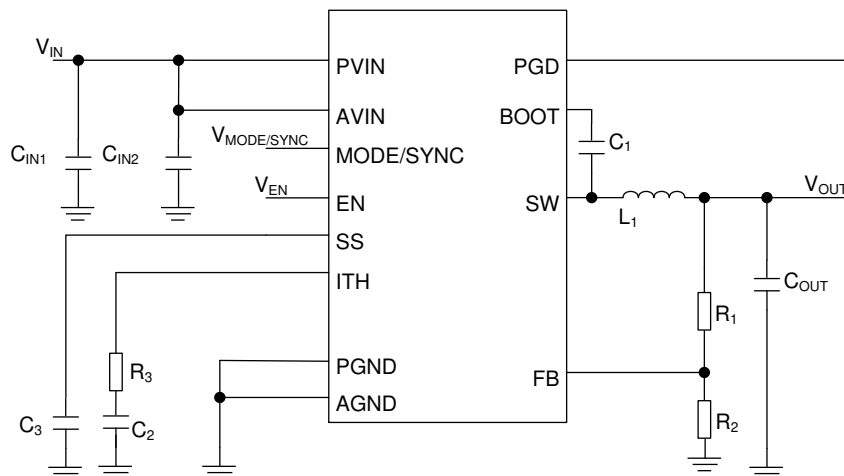 V_IN
PVIN
PGD
AVIN
BOOT
V_MODE/SYNC
C_IN1
C_IN2
MODE/SYNC
C_1
V_EN
EN
SW
V_OUT
L_1
SS
ITH
C_OUT
R_1
PGND
R_3
FB
AGND
C_3
C_2
R_2